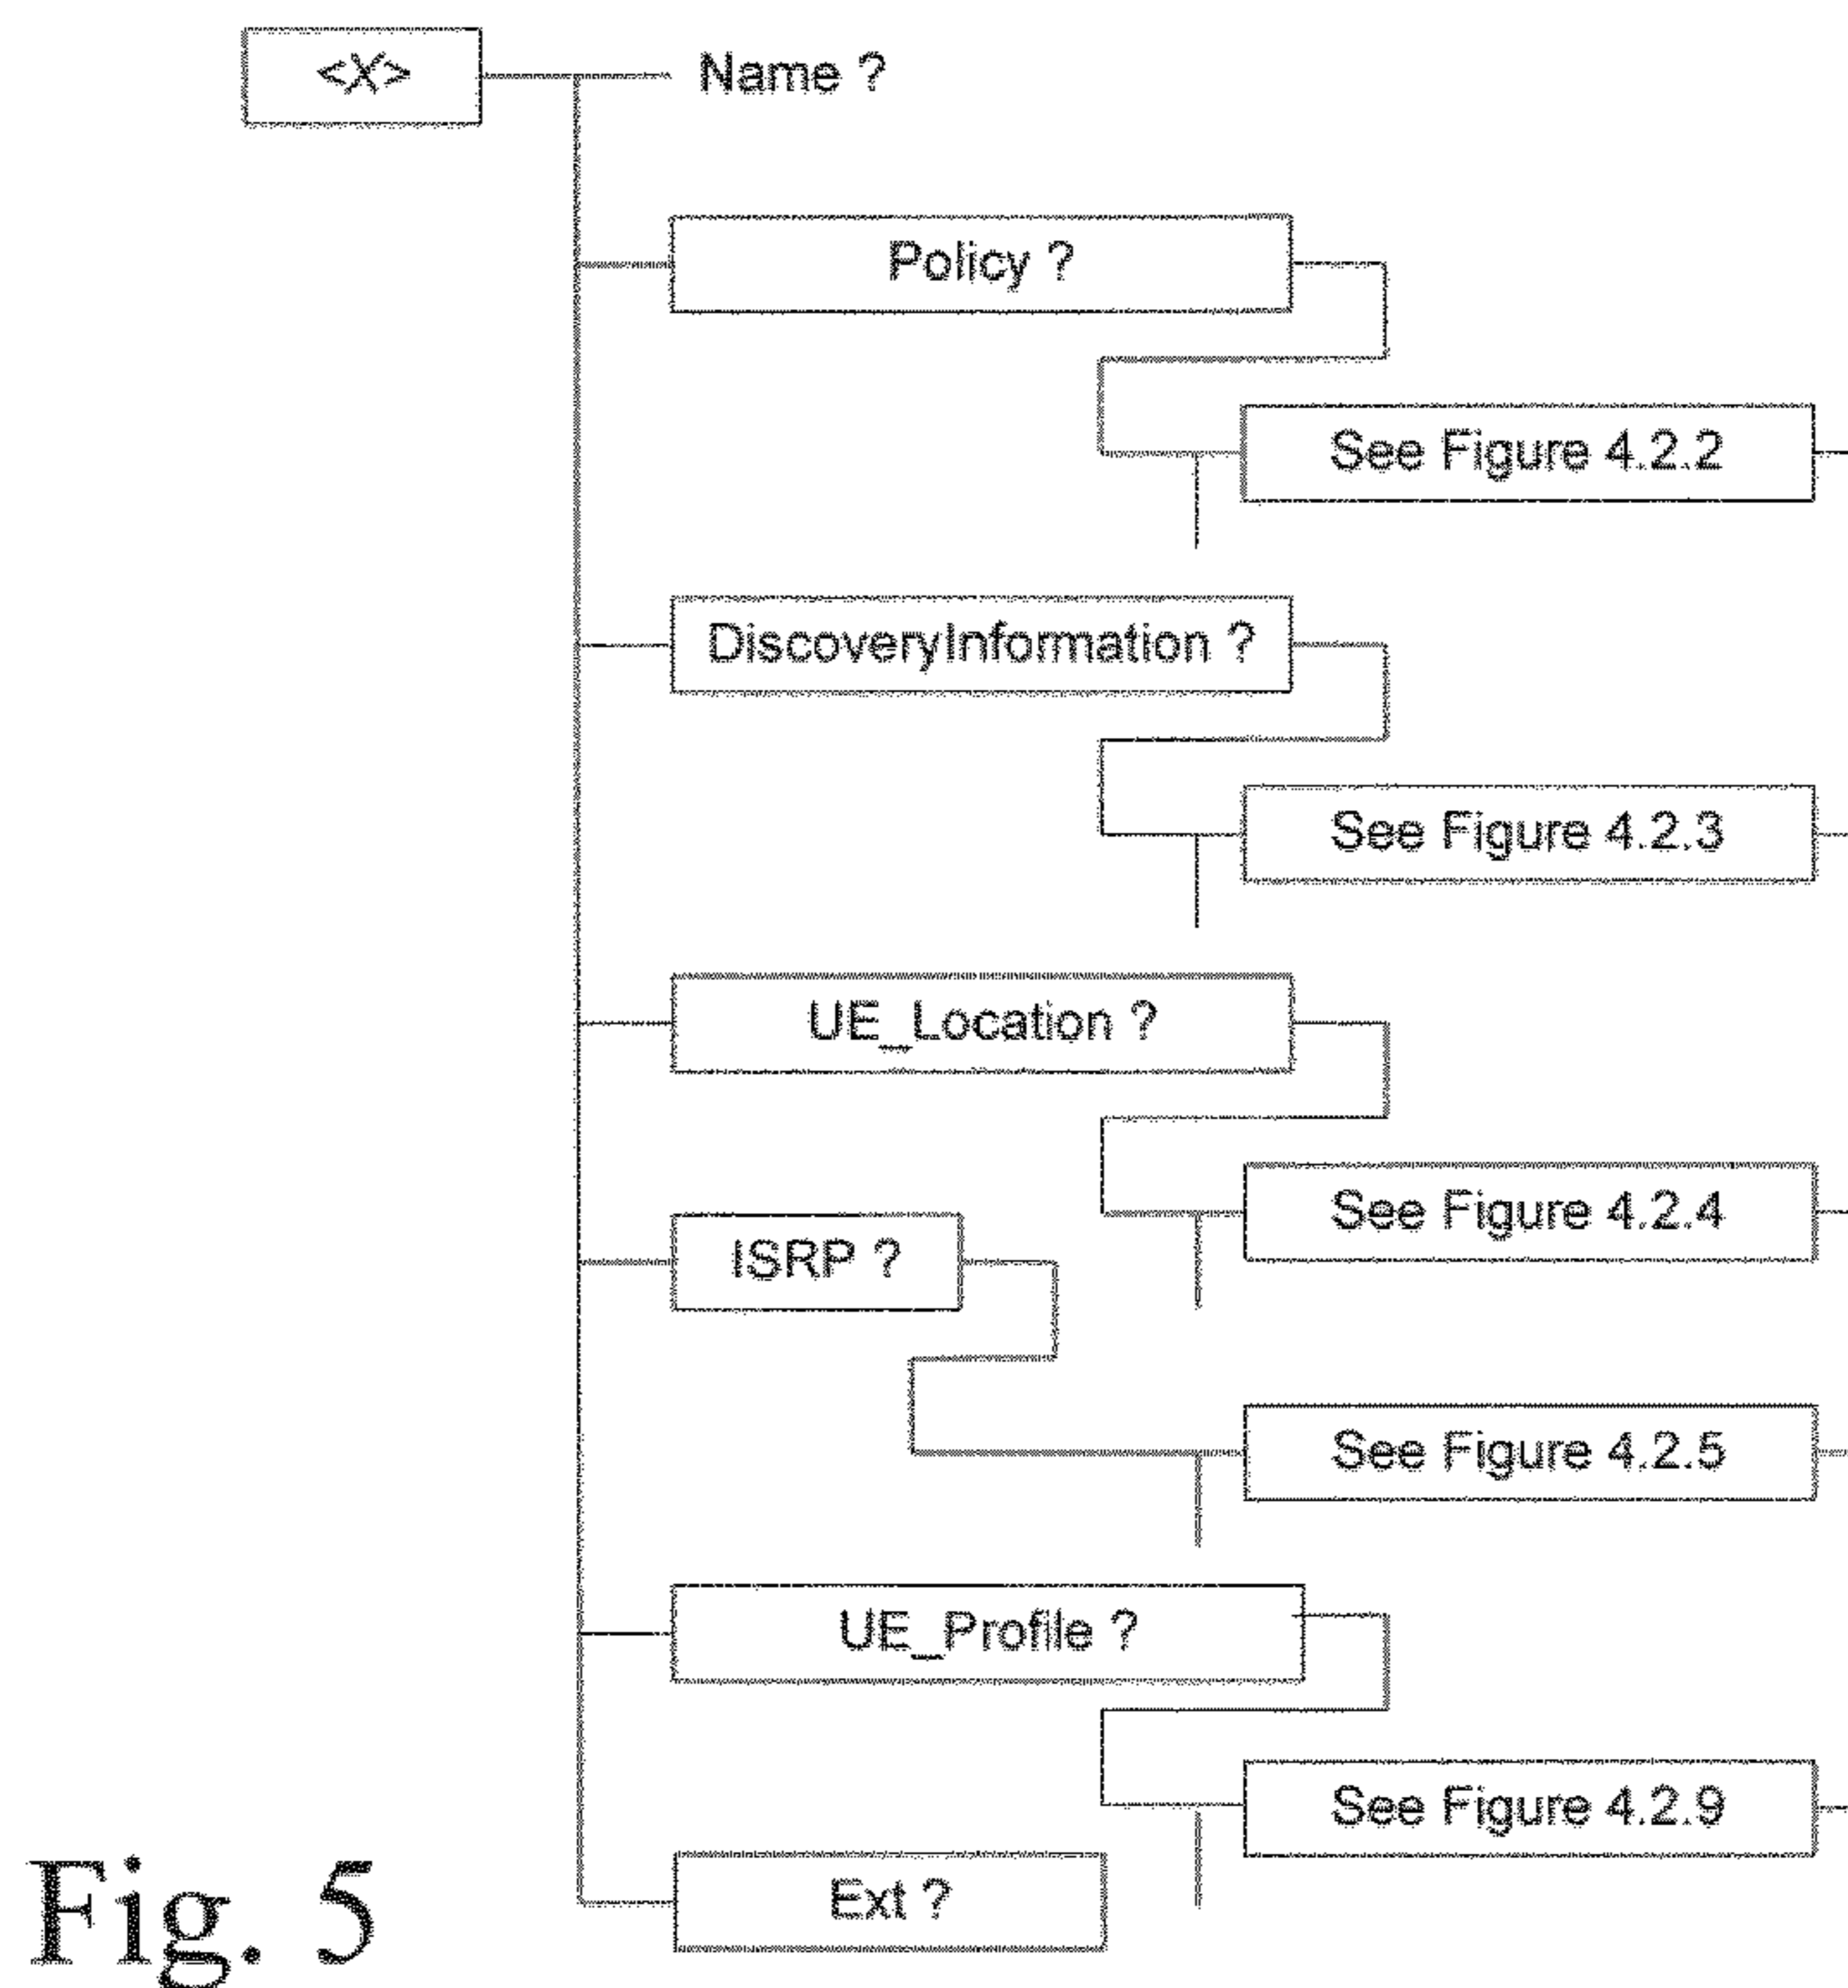 <X>
Name ?
Policy ?
See Figure 4.2.2
DiscoveryInformation ?
See Figure 4.2.3
UE_Location ?
See Figure 4.2.4
ISRP ?
See Figure 4.2.5
UE_Profile ?
See Figure 4.2.9
Ext ?
Fig. 5